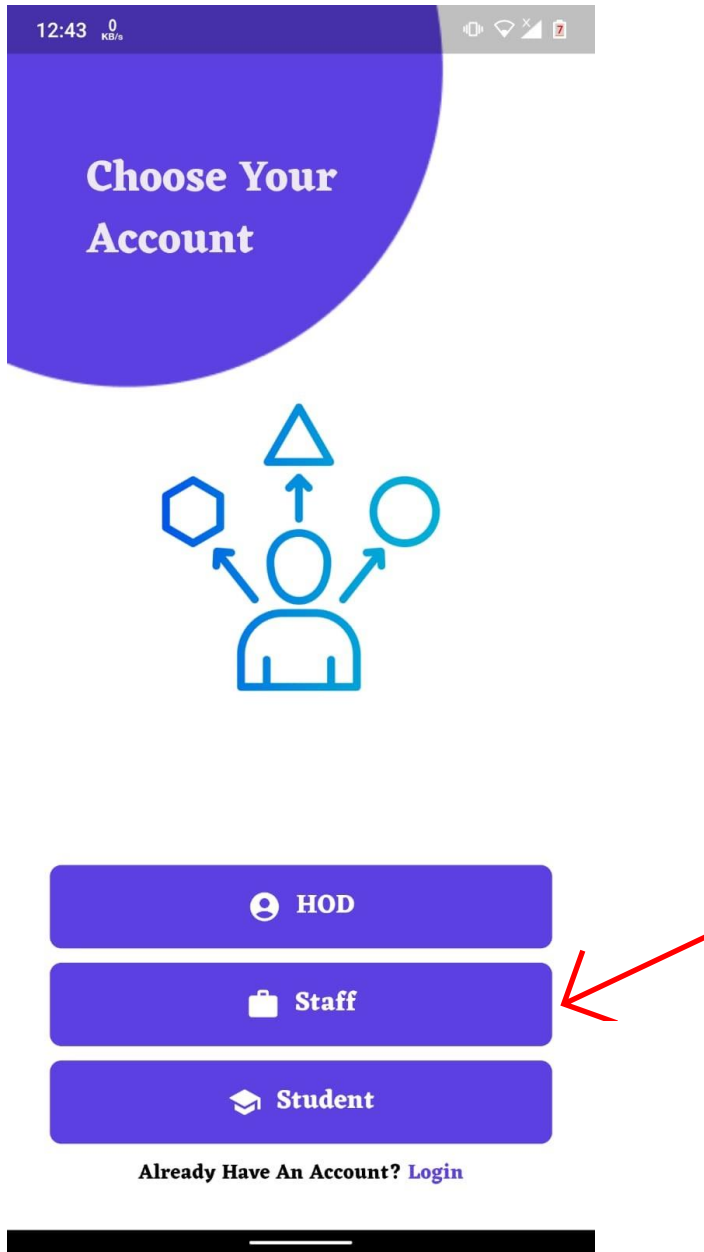 12:43 0
KB/s
7
Choose Your
Account
HOD
Staff
Student
Already Have An Account? Login